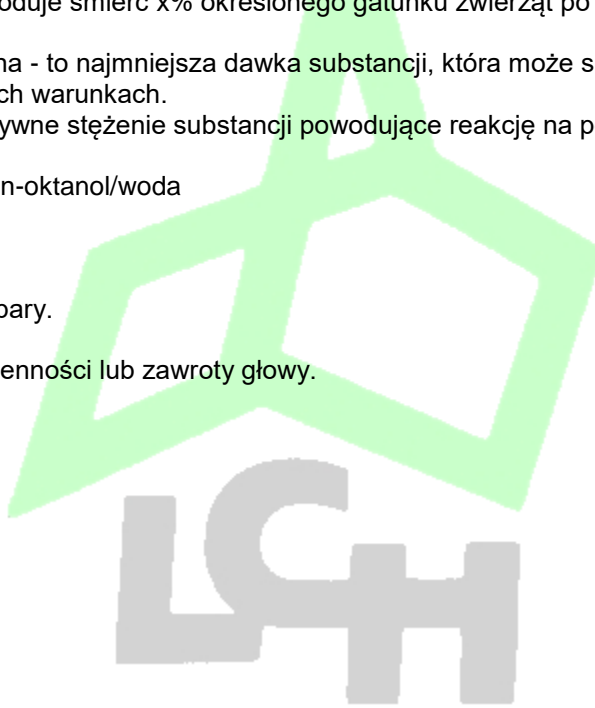 oduje śmierć x% określonego gatunku zwierząt po
na - to najmniejsza dawka substancji, która może s
ch warunkach.
ywne stężenie substancji powodujące reakcję na p
n-oktanol/woda
pary.
enności lub zawroty głowy.
LCH